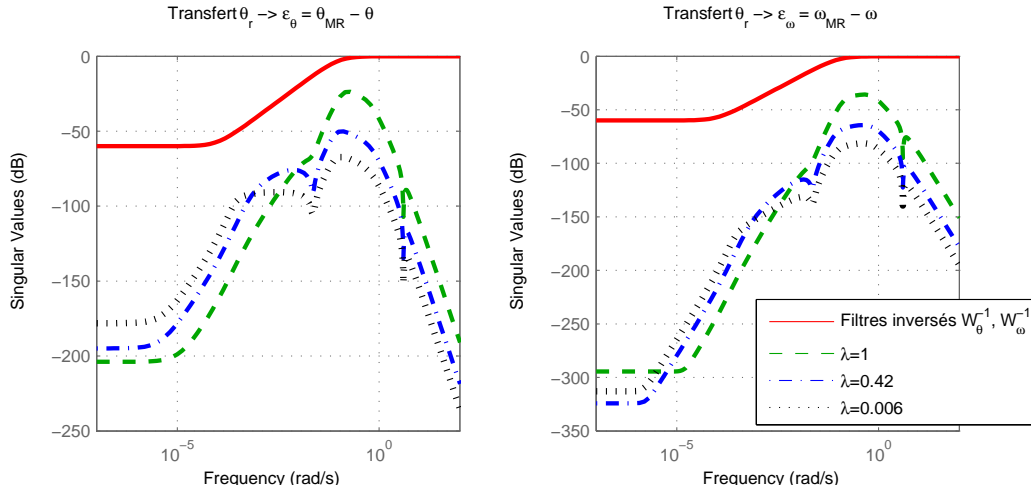 Transfert θr -> εθ = θMR − θ
0
−50
−100
−150
−200
−250
10−5
100
Singular Values (dB)
Frequency (rad/s)
Transfert θr -> εω = ωMR − ω
0
−50
−100
−150
−200
−250
−300
−350
10−5
100
Singular Values (dB)
Frequency (rad/s)
Filtres inversés Wθ−1, Wω−1
λ=1
λ=0.42
λ=0.006